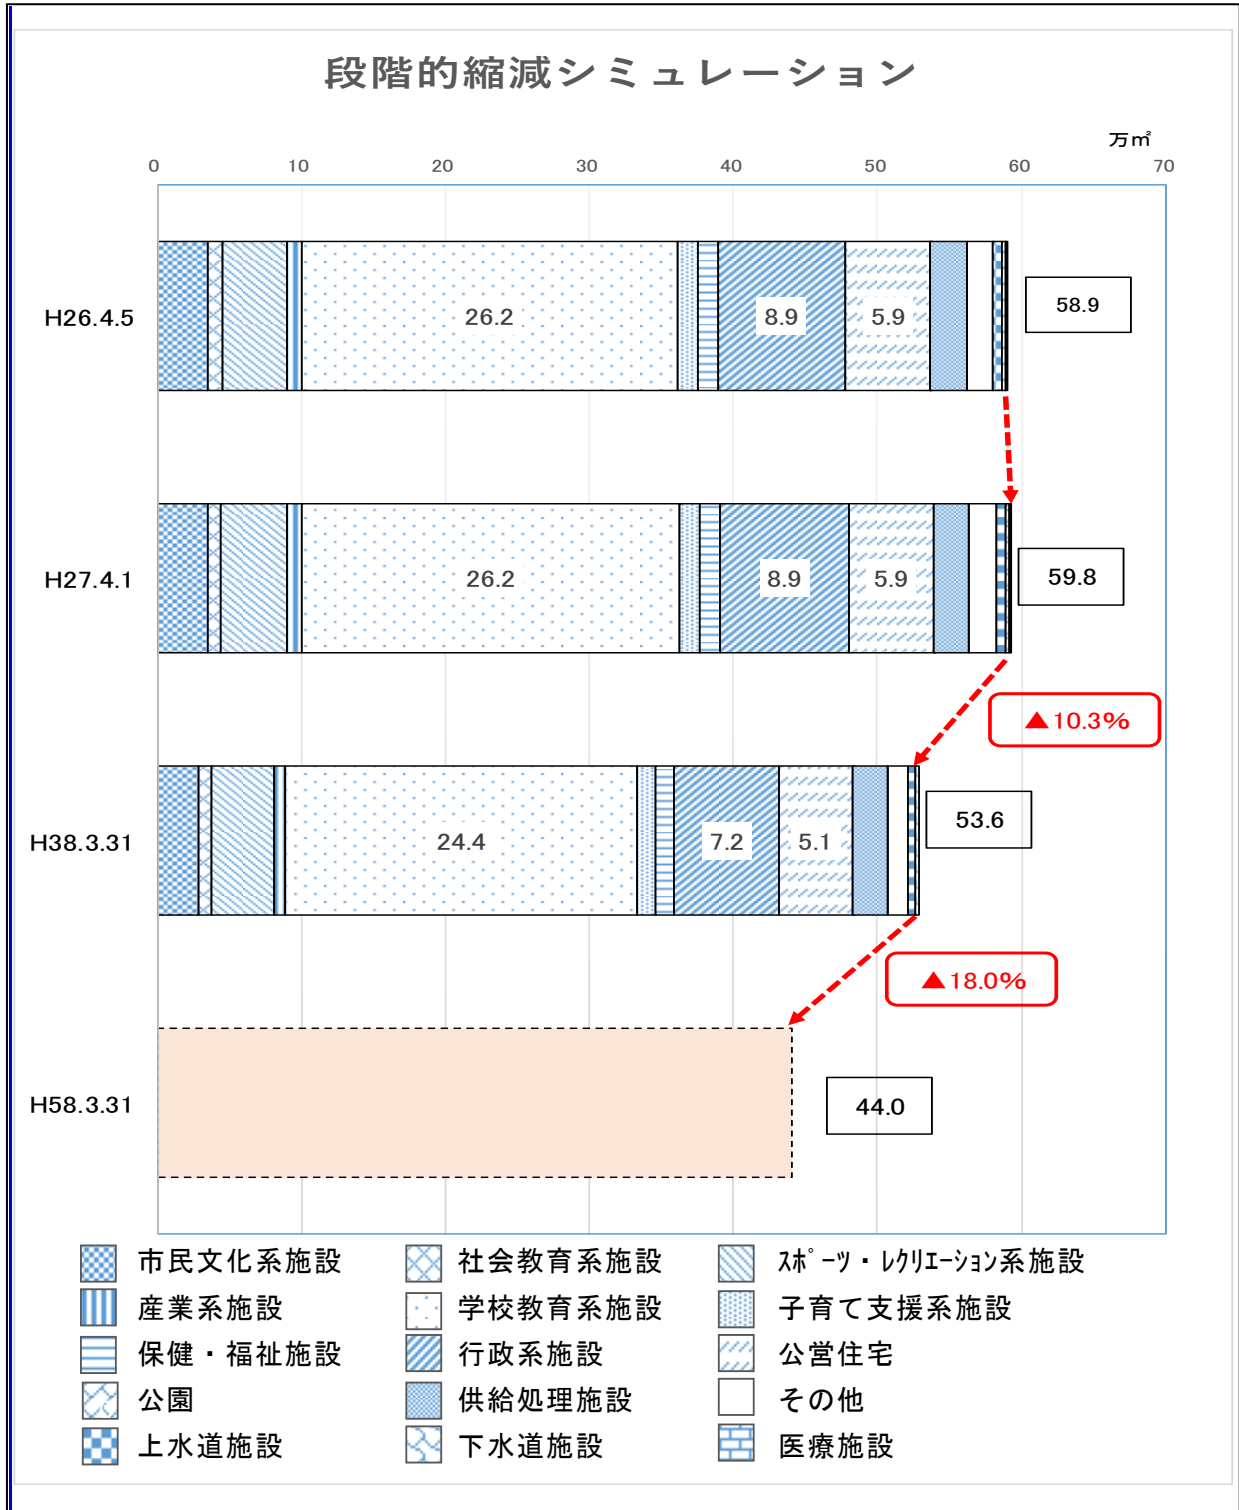 段階的縮減シミュレーション
万㎡
0 10 20 30 40 50 60 70
H26.4.5 26.2 8.9 5.9 58.9
H27.4.1 26.2 8.9 5.9 59.8
▲10.3%
H38.3.31 24.4 7.2 5.1 53.6
▲18.0%
H58.3.31 44.0
市民文化系施設 社会教育系施設 ｽﾎﾟｰﾂ・ﾚｸﾘｴｰｼｮﾝ系施設
産業系施設 学校教育系施設 子育て支援系施設
保健・福祉施設 行政系施設 公営住宅
公園 供給処理施設 その他
上水道施設 下水道施設 医療施設